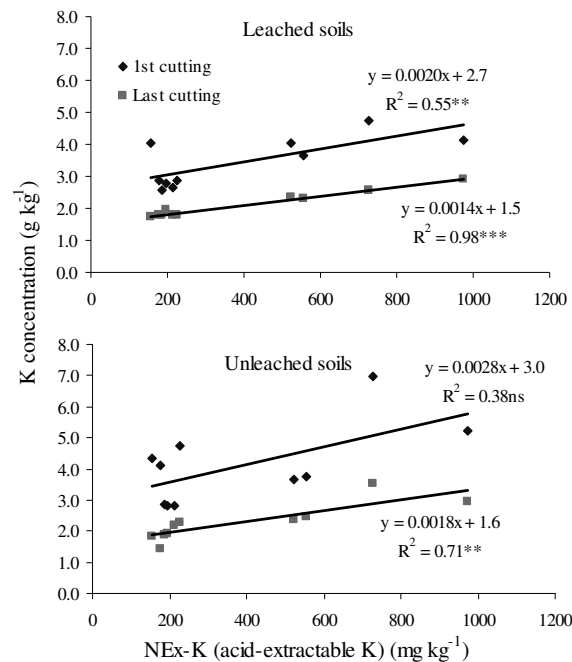 Leached soils
8.0
7.0
6.0
5.0
4.0
3.0
2.0
1.0
0.0
1st cutting
Last cutting
y = 0.0020x + 2.7
R² = 0.55**
y = 0.0014x + 1.5
R² = 0.98***
0 200 400 600 800 1000 1200
K concentration (g kg⁻¹)
Unleached soils
8.0
7.0
6.0
5.0
4.0
3.0
2.0
1.0
0.0
y = 0.0028x + 3.0
R² = 0.38ns
y = 0.0018x + 1.6
R² = 0.71**
0 200 400 600 800 1000 1200
NEx-K (acid-extractable K) (mg kg⁻¹)